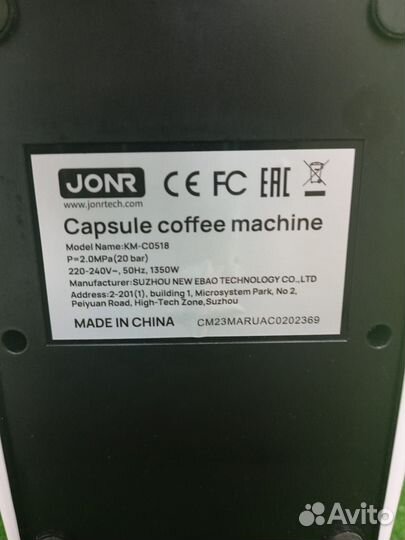 JONR CE FC EAC
www.jonrtech.com
Capsule coffee machine
Model Name:KM-C0518
P=2.0MPa(20 bar)
220-240V~, 50Hz, 1350W
Manufacturer:SUZHOU NEW EBAO TECHNOLOGY CO.,LTD
Address:2-201(1), building 1, Microsystem Park, No 2,
Peiyuan Road, High-Tech Zone,Suzhou
MADE IN CHINA CM23MARUAC0202369
Avito